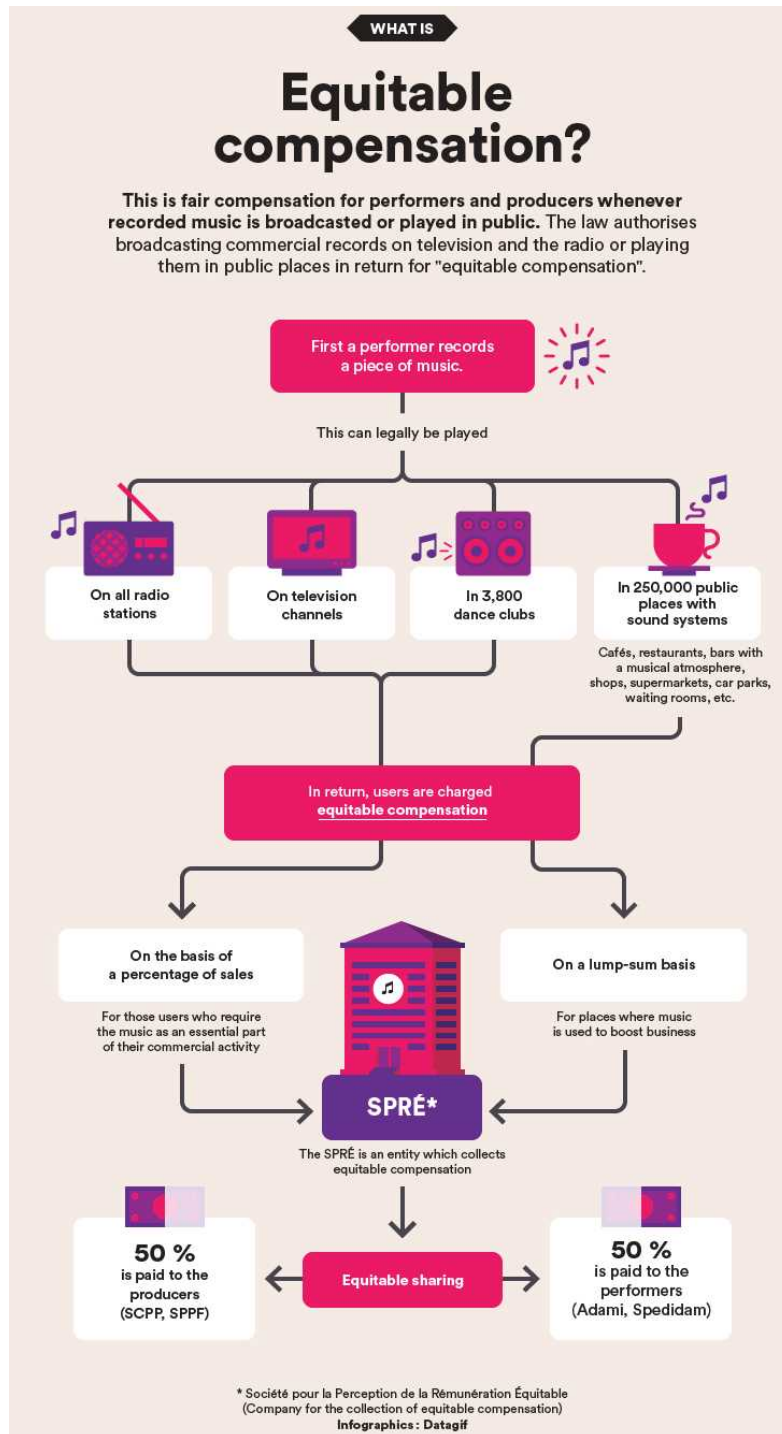 WHAT IS
Equitable
compensation?
This is fair compensation for performers and producers whenever
recorded music is broadcasted or played in public. The law authorises
broadcasting commercial records on television and the radio or playing
them in public places in return for "equitable compensation".
First a performer records
a piece of music.
This can legally be played
On all radio
stations
On television
channels
In 3,800
dance clubs
In 250,000 public
places with
sound systems
Cafés, restaurants, bars with
a musical atmosphere,
shops, supermarkets, car parks,
waiting rooms, etc.
In return, users are charged
equitable compensation
On the basis of
a percentage of sales
For those users who require
the music as an essential part
of their commercial activity
On a lump-sum basis
For places where music
is used to boost business
SPRÉ*
The SPRÉ is an entity which collects
equitable compensation
50 %
is paid to the
producers
(SCPP, SPPF)
Equitable sharing
50 %
is paid to the
performers
(Adami, Spedidam)
* Société pour la Perception de la Rémunération Équitable
(Company for the collection of equitable compensation)
Infographics : Datagif